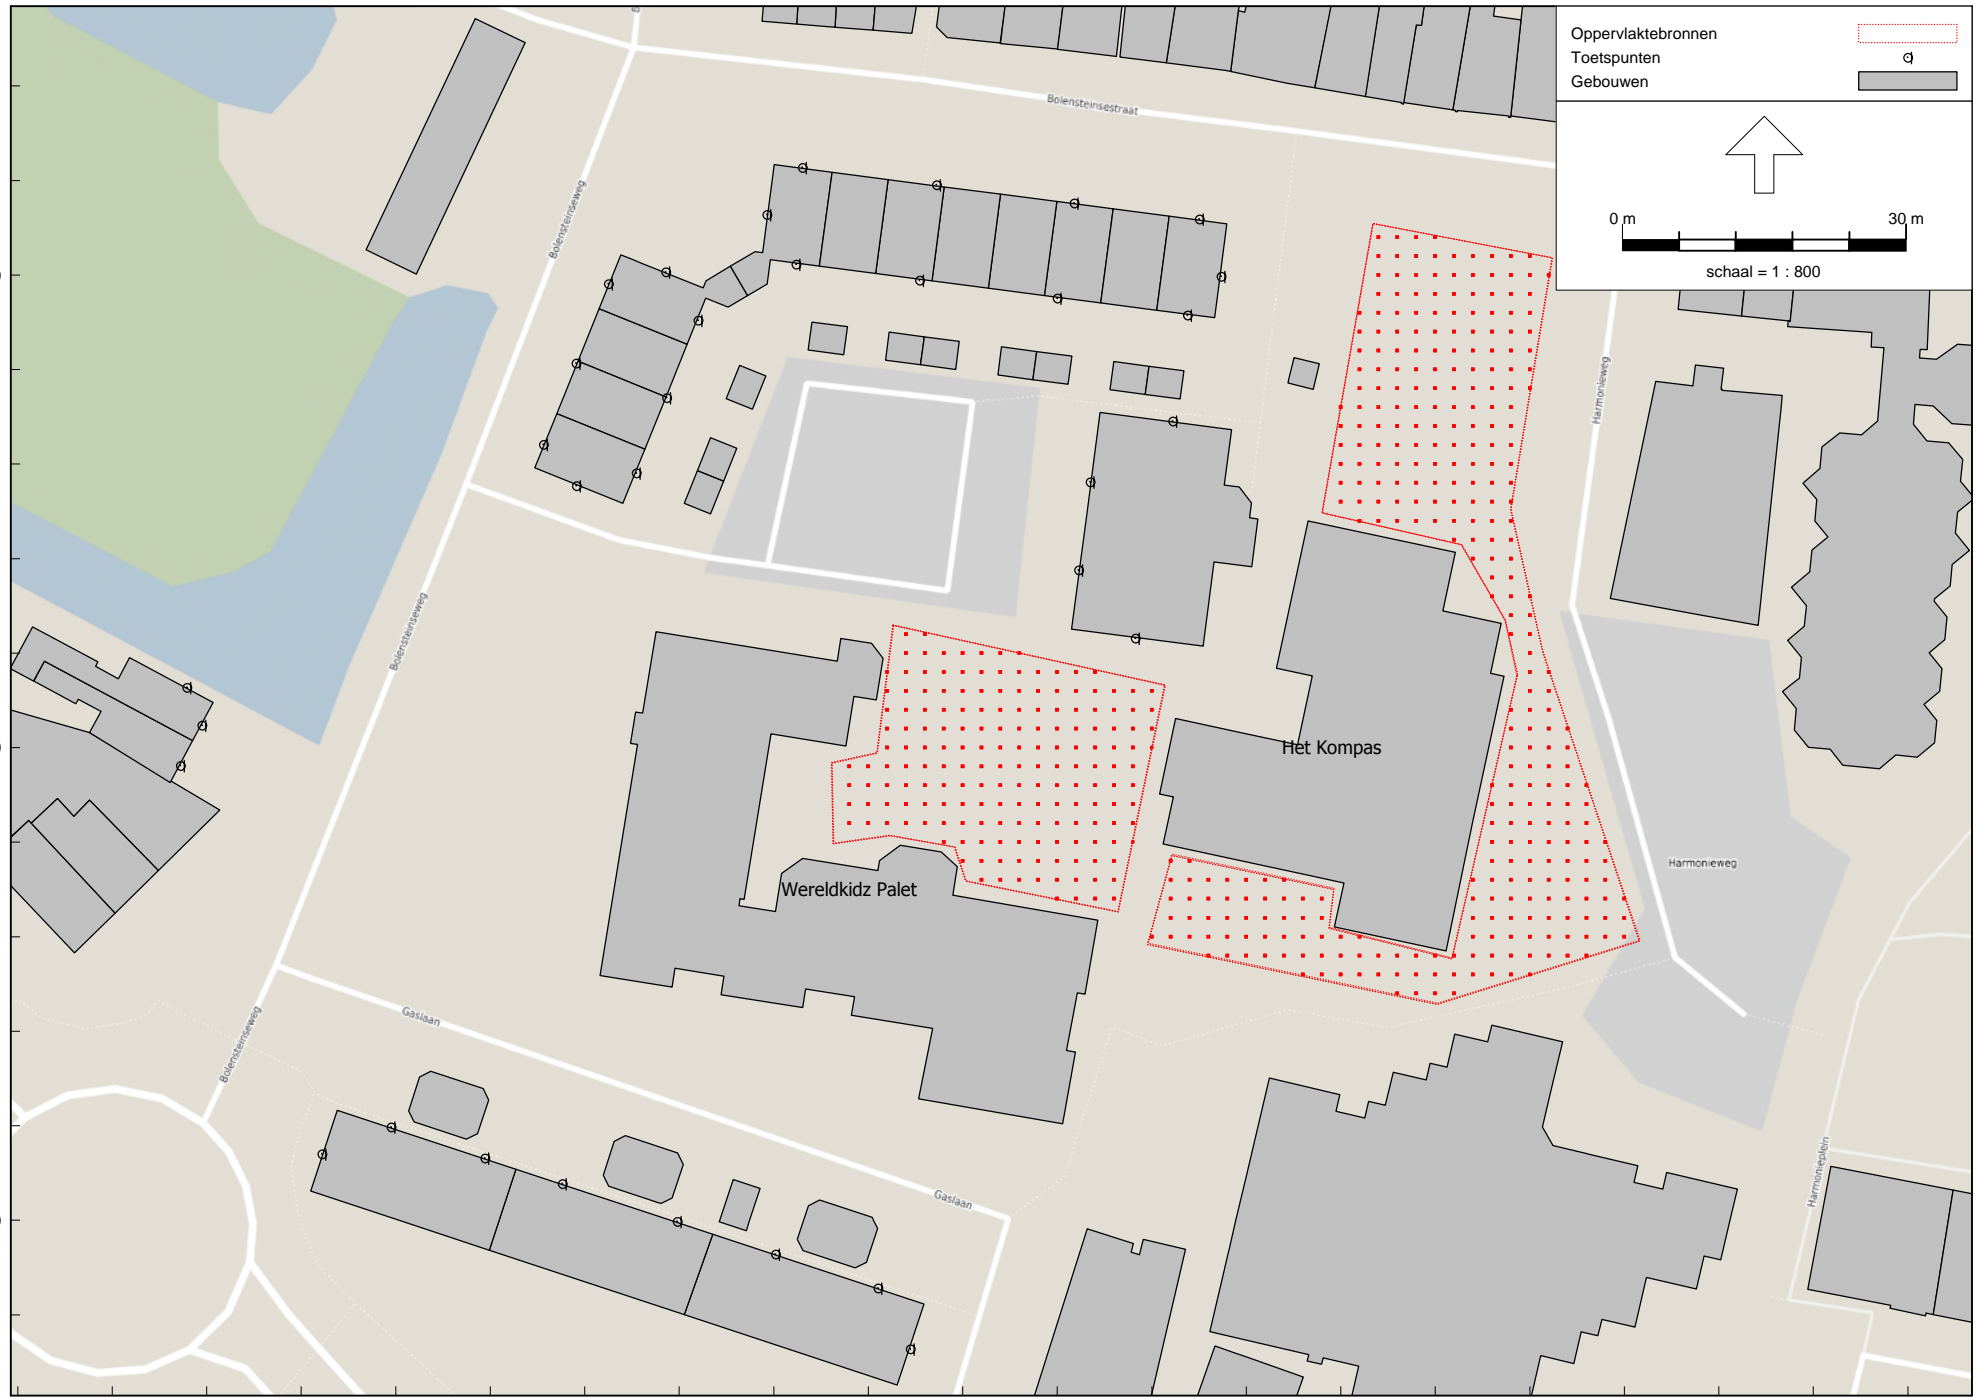 Oppervlaktebronnen
Toetspunten
Gebouwen
0 m 30 m
schaal = 1 : 800
Bolensteinsestraat
Bolensteinseweg
Harmonieweg
Bolensteinseweg
Het Kompas
Harmonieweg
Wereldkidz Palet
Gaslaan
Bolensteinseweg
Harmonieplein
Gaslaan